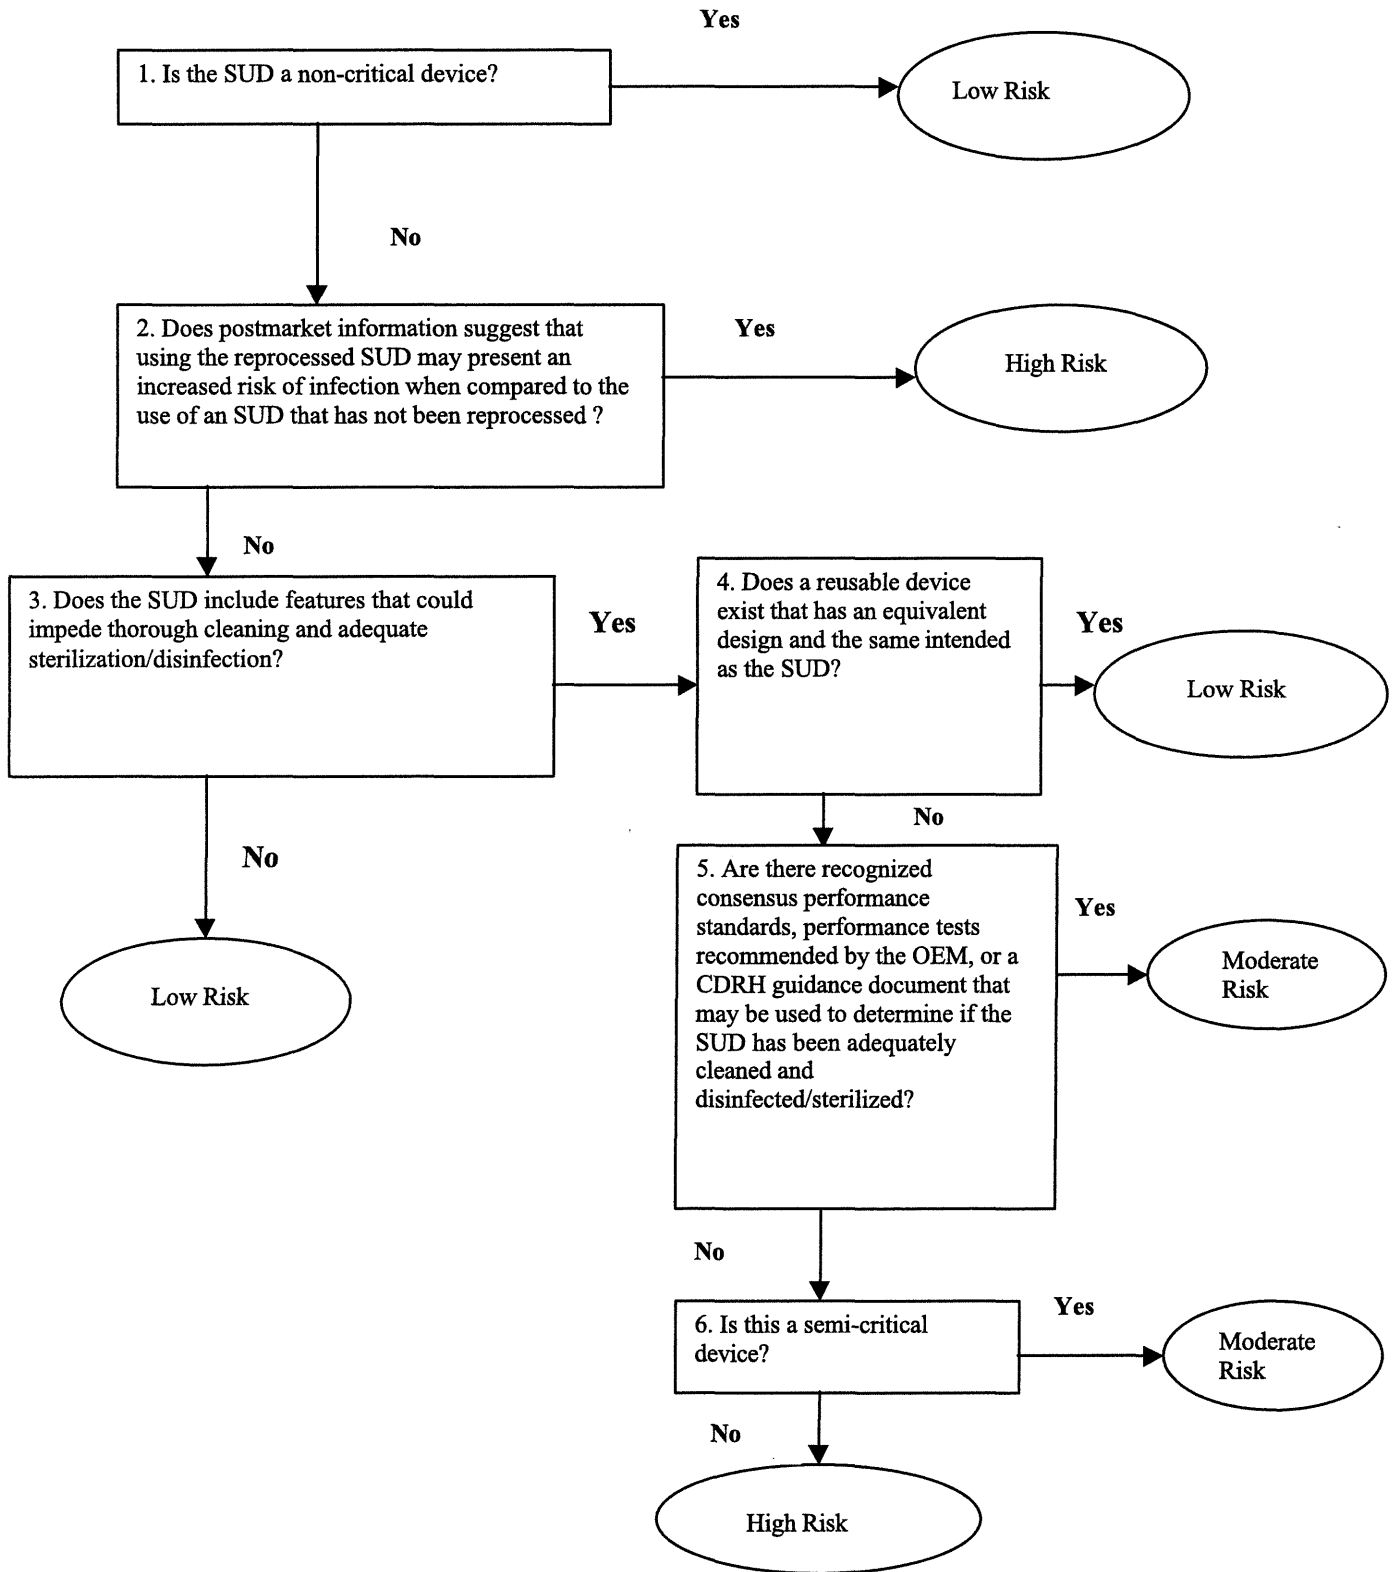 Yes
1. Is the SUD a non-critical device?
Low Risk
No
2. Does postmarket information suggest that
using the reprocessed SUD may present an
increased risk of infection when compared to the
use of an SUD that has not been reprocessed ?
Yes
High Risk
No
3. Does the SUD include features that could
impede thorough cleaning and adequate
sterilization/disinfection?
Yes
4. Does a reusable device
exist that has an equivalent
design and the same intended
as the SUD?
Yes
Low Risk
No
Low Risk
No
5. Are there recognized
consensus performance
standards, performance tests
recommended by the OEM, or a
CDRH guidance document that
may be used to determine if the
SUD has been adequately
cleaned and
disinfected/sterilized?
Yes
Moderate
Risk
No
6. Is this a semi-critical
device?
Yes
Moderate
Risk
No
High Risk